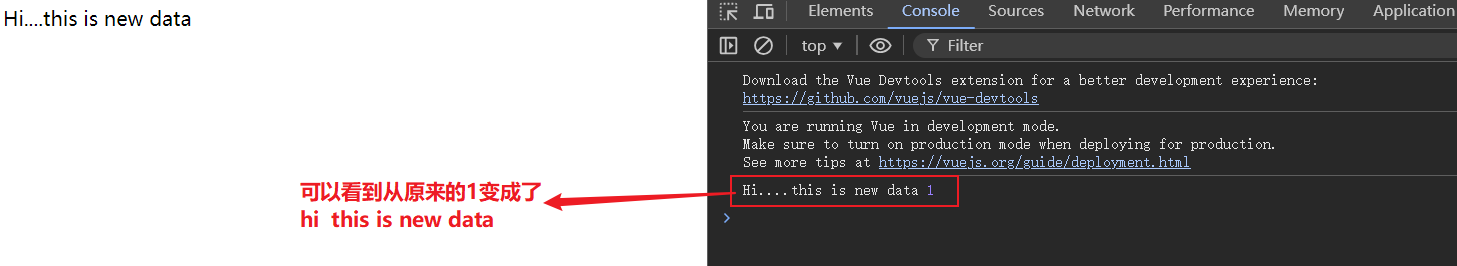 Hi....this is new data
Elements Console Sources Network Performance Memory Application
top ▼ Filter
Download the Vue Devtools extension for a better development experience:
https://github.com/vuejs/vue-devtools
You are running Vue in development mode.
Make sure to turn on production mode when deploying for production.
See more tips at https://vuejs.org/guide/deployment.html
Hi....this is new data 1
可以看到从原来的1变成了
hi this is new data